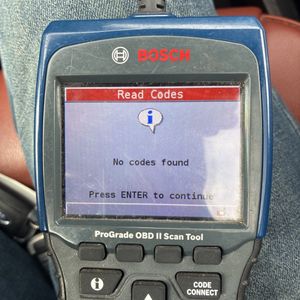 BOSCH
Read Codes
No codes found
Press ENTER to continue
ProGrade OBD II Scan Tool
CODE
CONNECT